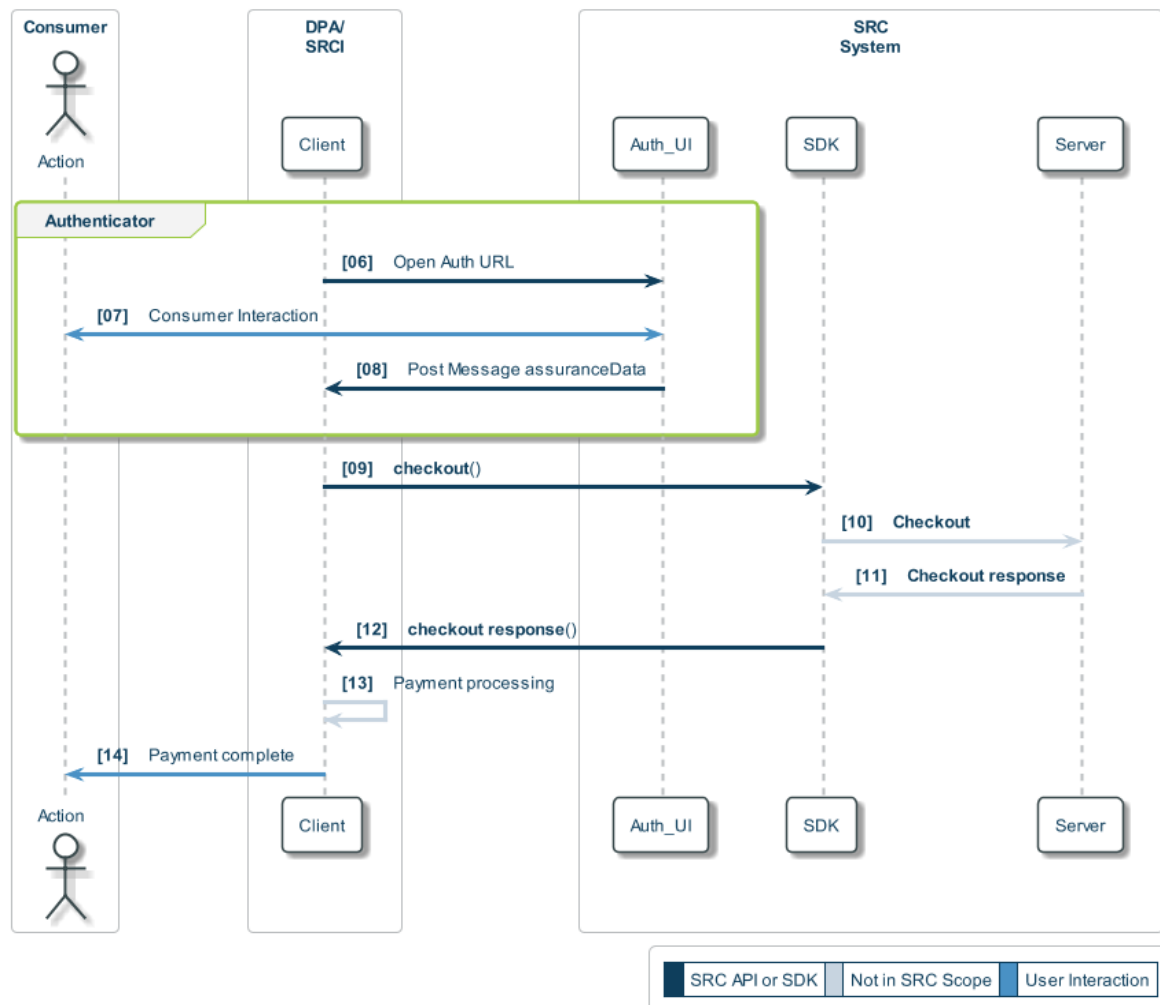 Consumer
DPA/
SRCI
SRC
System
Action
Client
Auth_UI
SDK
Server
Authenticator
[06] Open Auth URL
[07] Consumer Interaction
[08] Post Message assuranceData
[09] checkout()
[10] Checkout
[11] Checkout response
[12] checkout response()
[13] Payment processing
[14] Payment complete
Action
Client
Auth_UI
SDK
Server
SRC API or SDK
Not in SRC Scope
User Interaction